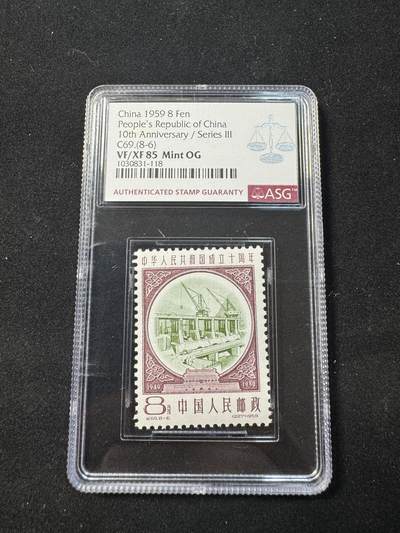 China 1959 8 Fen
People's Republic of China
10th Anniversary / Series III
C69.(8-6)
VF/XF 85 Mint OG
1030831-118
AUTHENTICATED STAMP GUARANTY ASG™
中华人民共和国成立十周年
1949 1959
8分 中国人民邮政